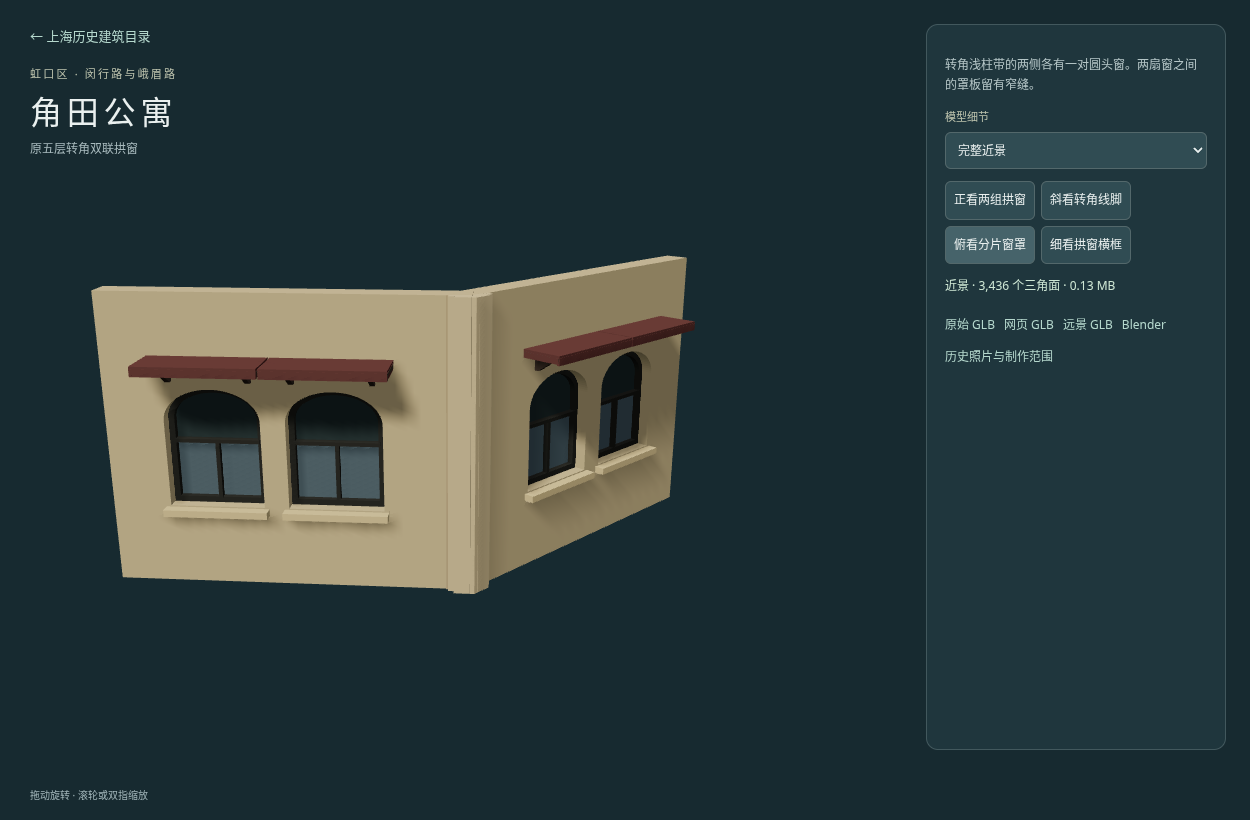 ← 上海历史建筑目录
虹口区 · 闵行路与峨眉路
角田公寓
原五层转角双联拱窗
转角浅柱带的两侧各有一对圆头窗。两扇窗之间
的罩板留有窄缝。
模型细节
完整近景
正看两组拱窗 斜看转角线脚
俯看分片窗罩 细看拱窗横框
近景 · 3,436 个三角面 · 0.13 MB
原始 GLB 网页 GLB 远景 GLB Blender
历史照片与制作范围
拖动旋转 · 滚轮或双指缩放